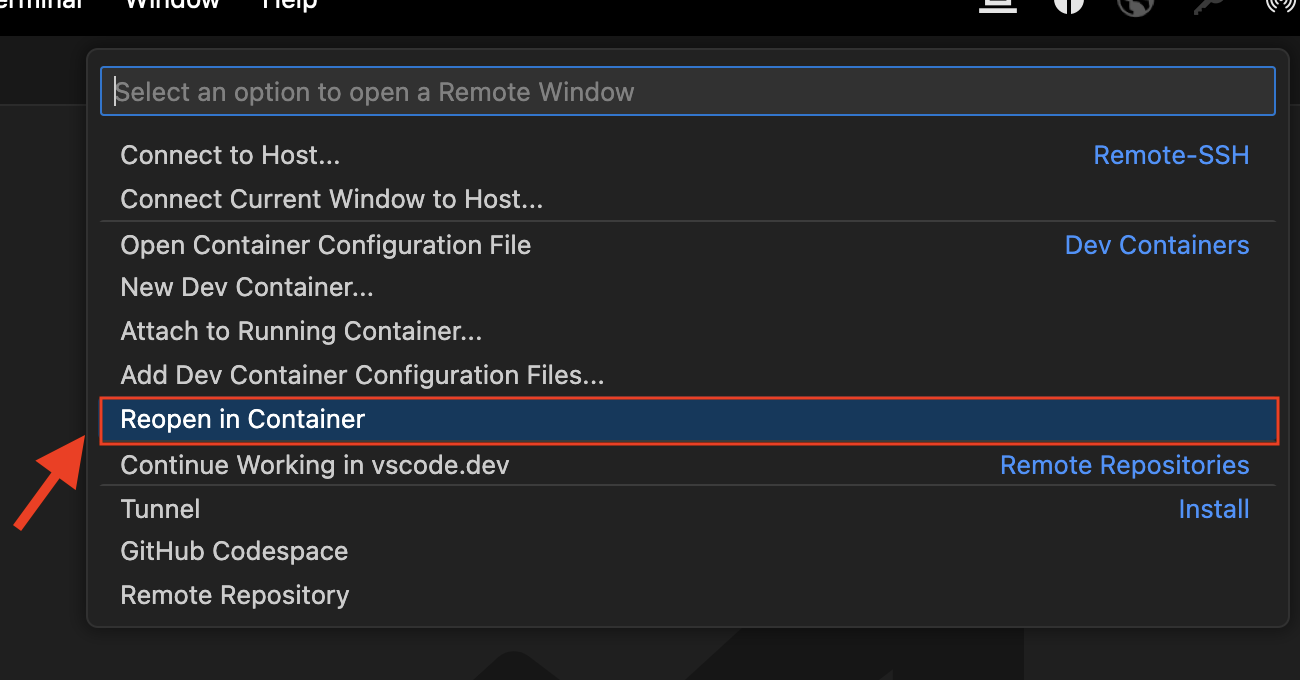 Terminal Window Help
Select an option to open a Remote Window
Connect to Host... Remote-SSH
Connect Current Window to Host...
Open Container Configuration File Dev Containers
New Dev Container...
Attach to Running Container...
Add Dev Container Configuration Files...
Reopen in Container
Continue Working in vscode.dev Remote Repositories
Tunnel Install
GitHub Codespace
Remote Repository